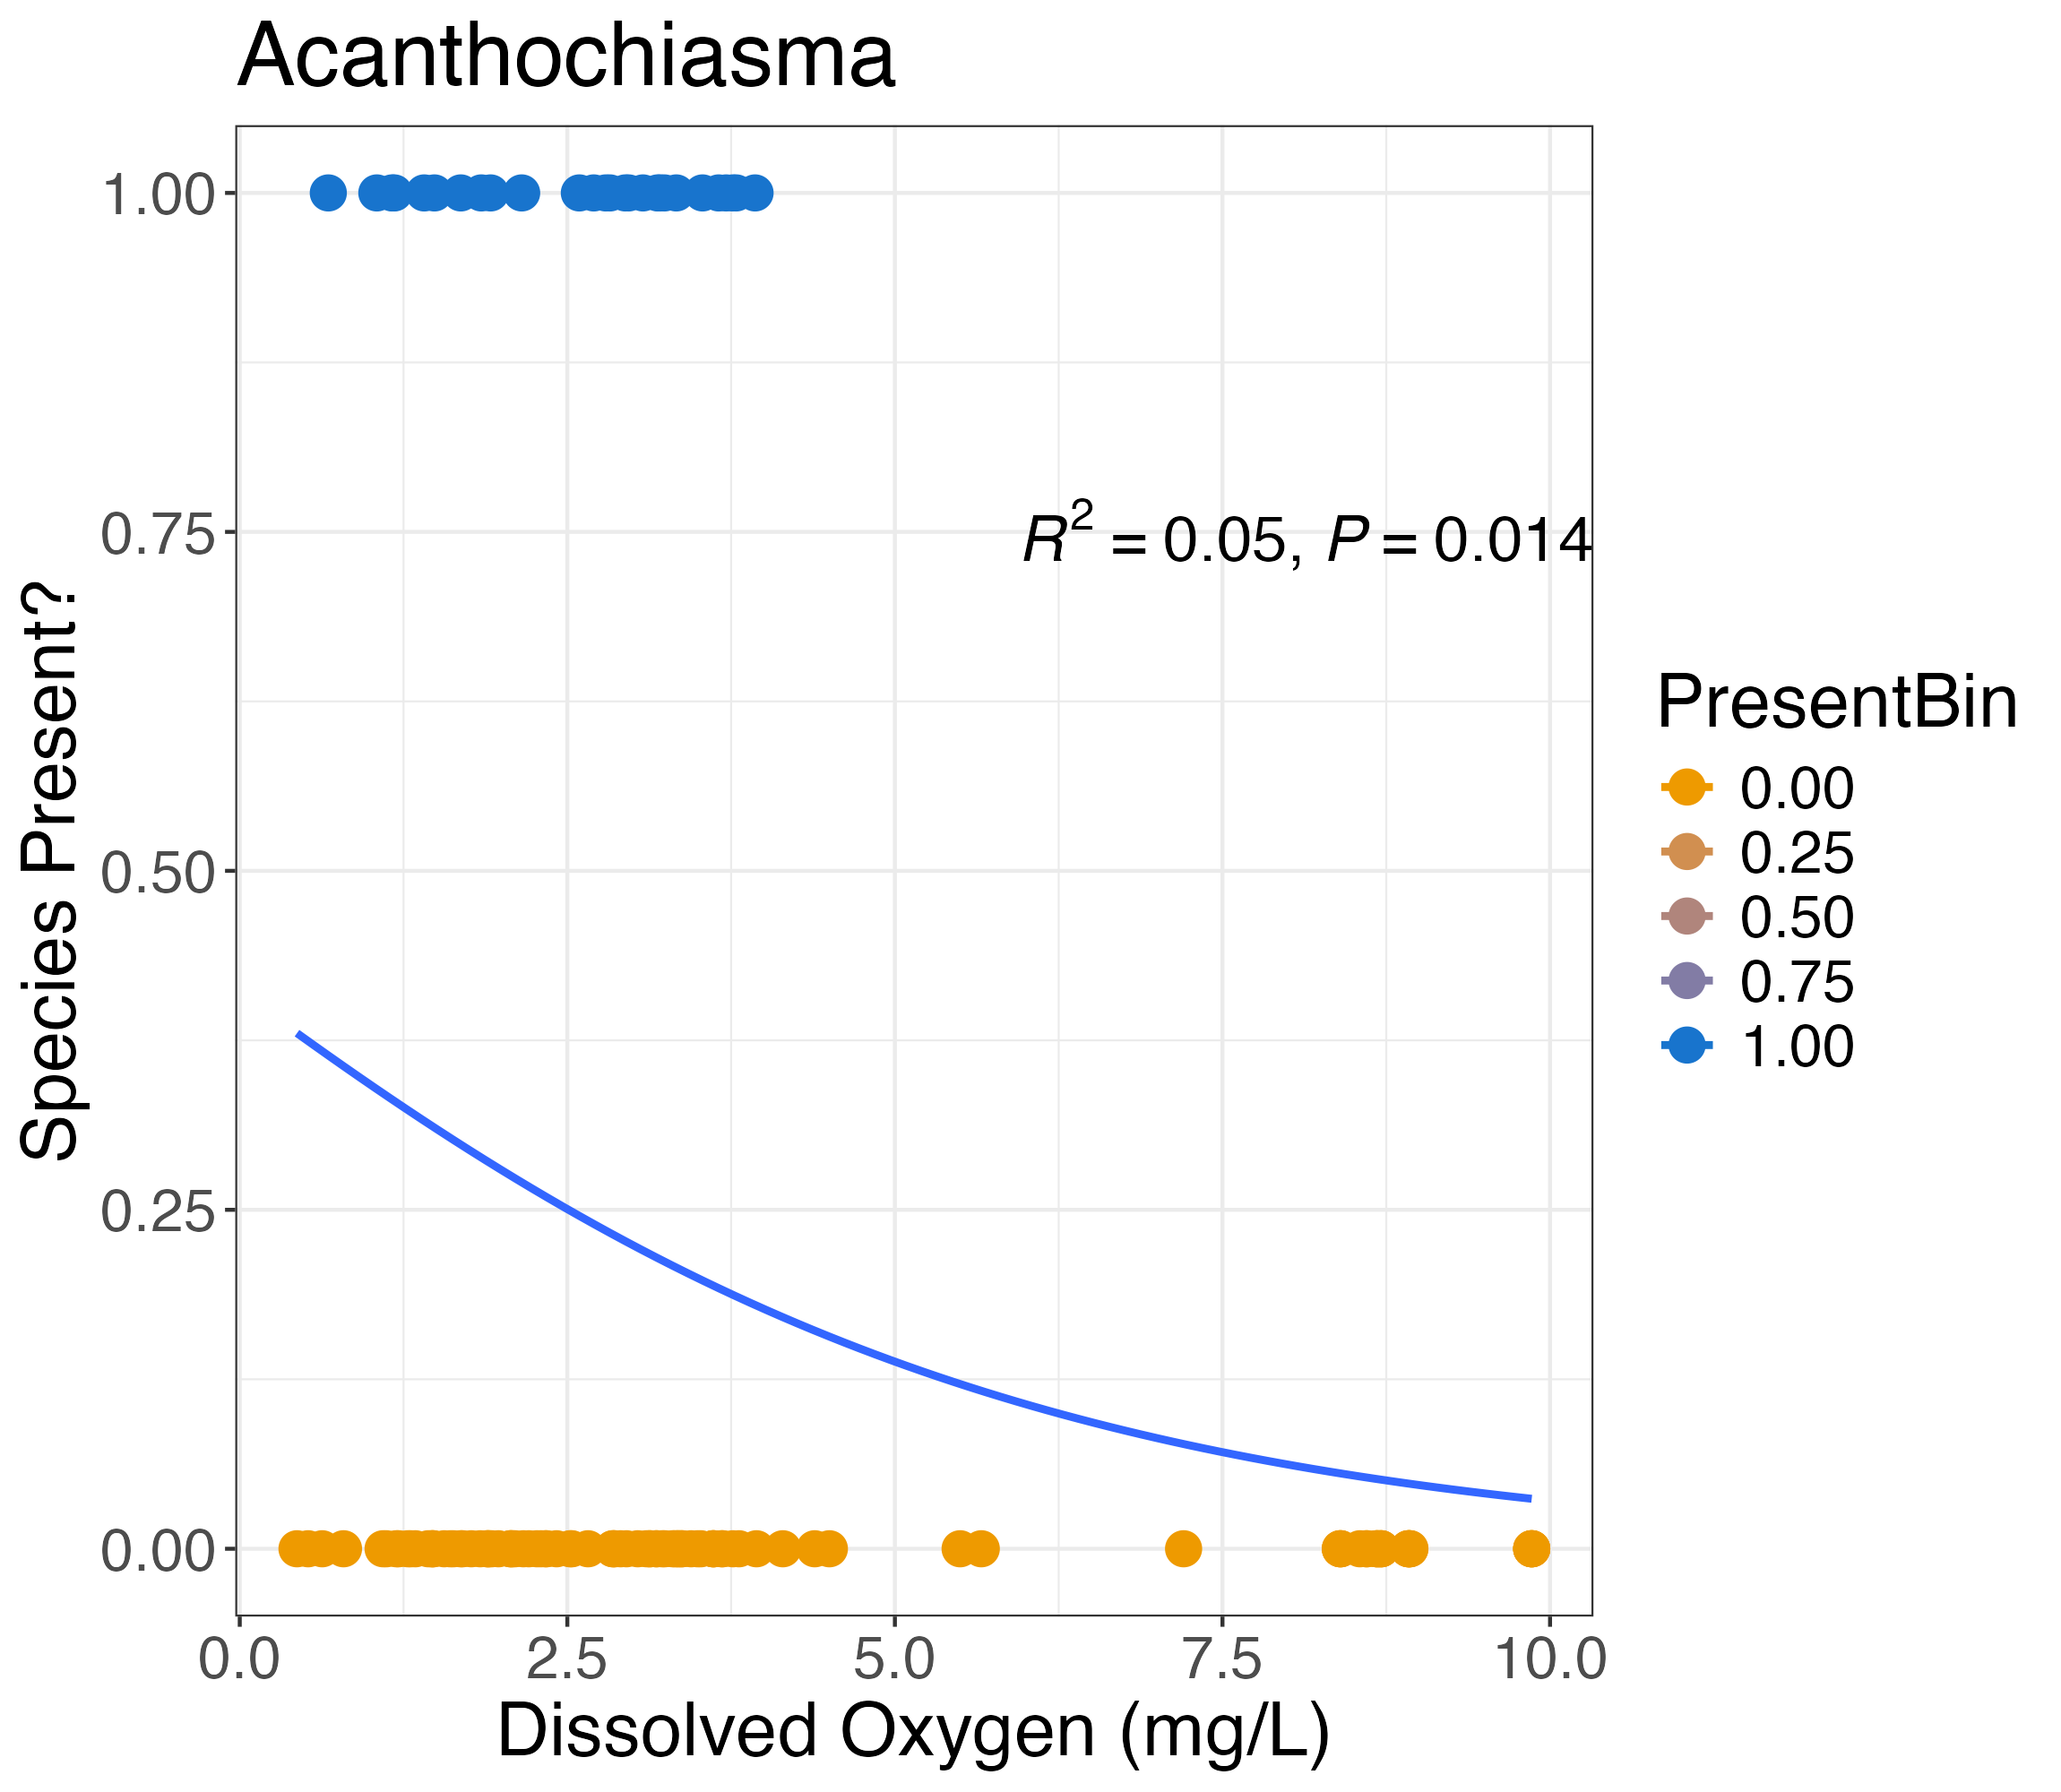 Acanthochiasma
1.00
0.75
0.50
0.25
0.00
Species Present?
R² = 0.05, P = 0.014
0.0 2.5 5.0 7.5 10.0
Dissolved Oxygen (mg/L)
PresentBin
0.00
0.25
0.50
0.75
1.00